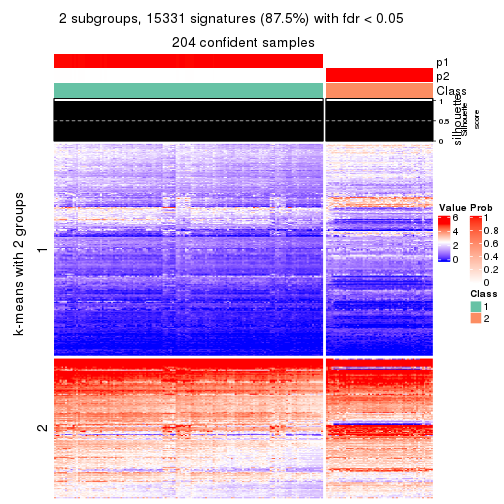 2 subgroups, 15331 signatures (87.5%) with fdr < 0.05
204 confident samples
p1
p2
Class
1
0.5
0
silhouette
Silhouette
score
k-means with 2 groups
1
2
Value
6
4
2
0
Prob
1
0.8
0.6
0.4
0.2
0
Class
1
2